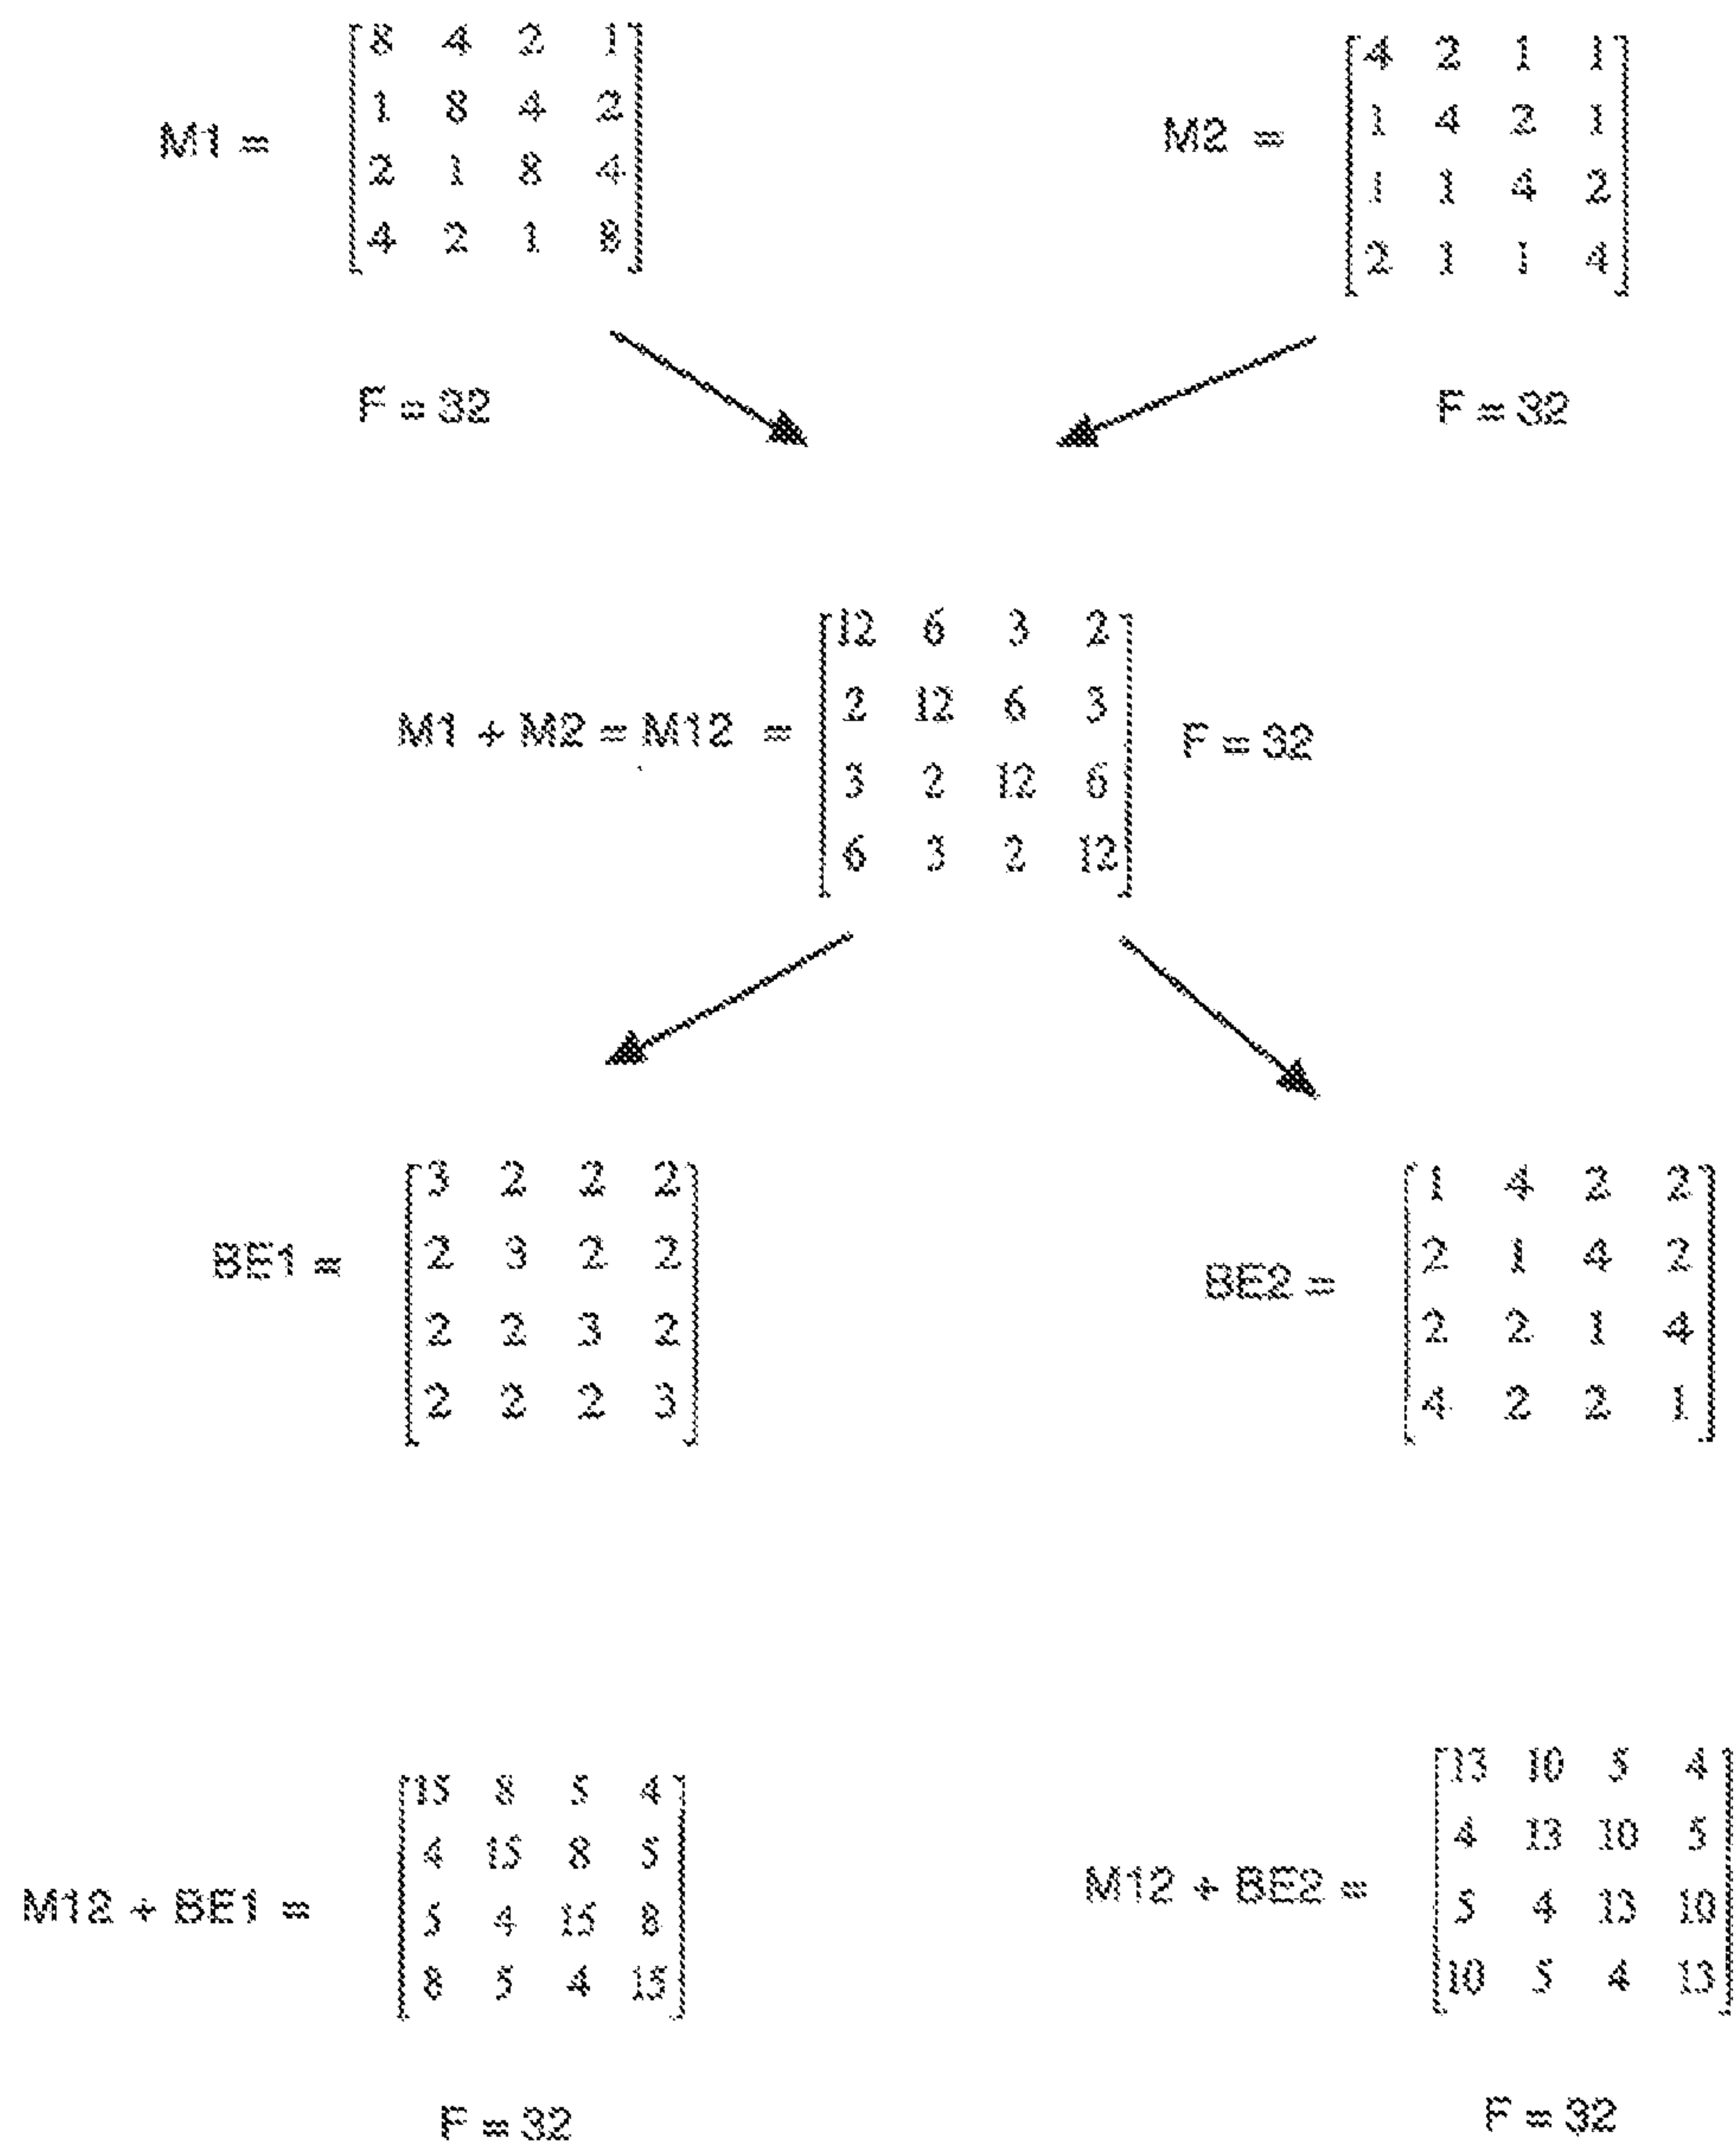 M1 =
8 4 2 1
1 8 4 2
2 1 8 4
4 2 1 8
F = 32
M2 =
4 2 1 1
1 4 2 1
1 1 4 2
2 1 1 4
F = 32
M1 + M2 = M12 =
12 6 3 2
2 12 6 3
3 2 12 6
6 3 2 12
F = 32
BE1 =
3 2 2 2
2 3 2 2
2 2 3 2
2 2 2 3
BE2 =
1 4 2 2
2 1 4 2
2 2 1 4
4 2 2 1
M12 + BE1 =
15 8 5 4
4 15 8 5
5 4 15 8
8 5 4 15
F = 32
M12 + BE2 =
13 10 5 4
4 13 10 5
5 4 13 10
10 5 4 13
F = 32